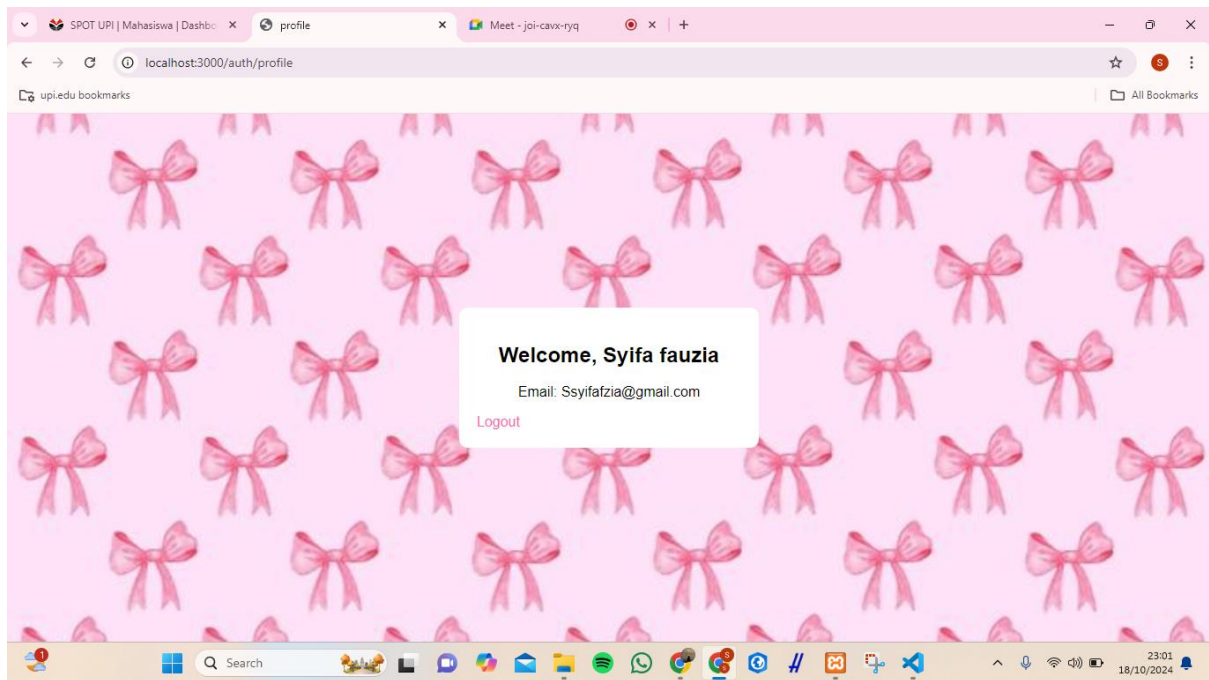 SPOT UPI | Mahasiswa | Dashbo
profile
Meet - joi-cavx-ryq
localhost:3000/auth/profile
S
upi.edu bookmarks
All Bookmarks
Welcome, Syifa fauzia
Email: Ssyifafzia@gmail.com
Logout
1
Search
S
23:01
18/10/2024